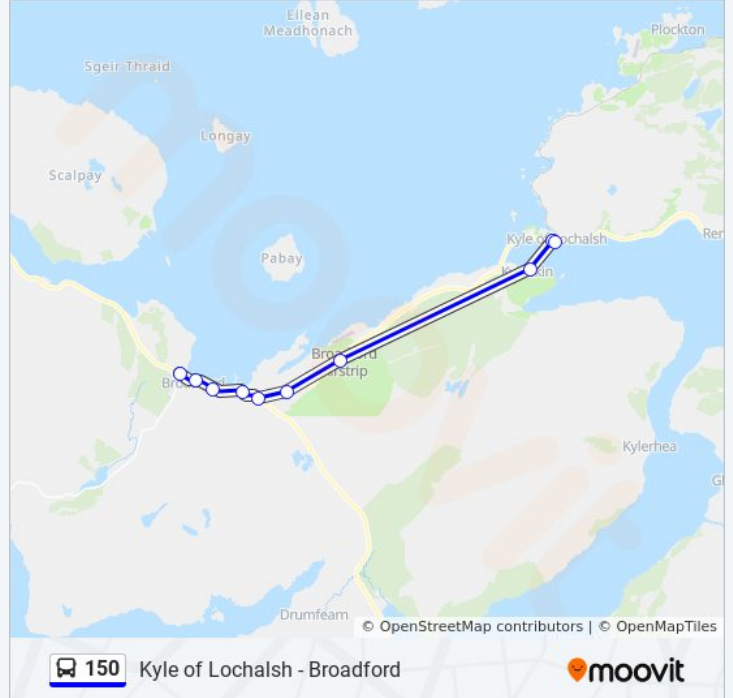 Eilean
Meadhonach
Plockton
Sgeir Thraid
Longay
Scalpay
Kyle of Lochalsh
Pabay
Broadford
Airstrip
Kylerhea
Drumfearn
© OpenStreetMap contributors | © OpenMapTiles
150 Kyle of Lochalsh - Broadford
moovit